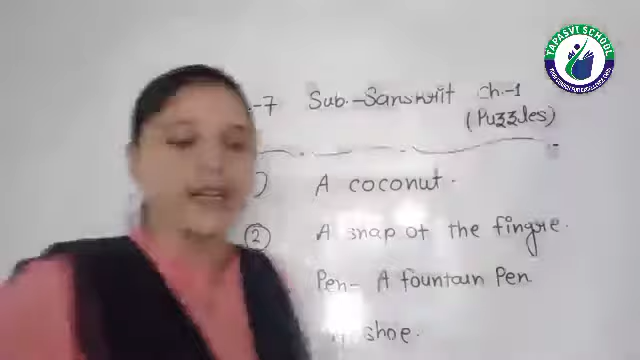 TAPASVI SCHOOL
-7 Sub.-Sanskrit Ch.-1
(Puzzles)
) A coconut.
② A snap of the fingre.
Pen- A fountain Pen
shoe.